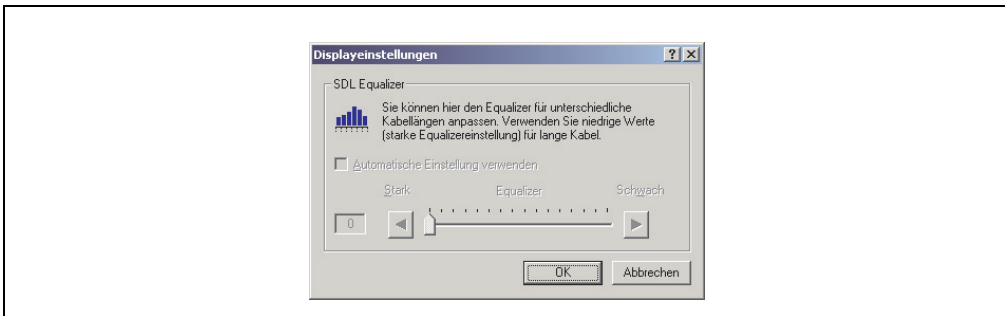 Displayeinstellungen
SDL Equalizer
Sie können hier den Equalizer für unterschiedliche
Kabellängen anpassen. Verwenden Sie niedrige Werte
(starke Equalizereinstellung) für lange Kabel.
Automatische Einstellung verwenden
Stark Equalizer Schwach
0
OK Abbrechen